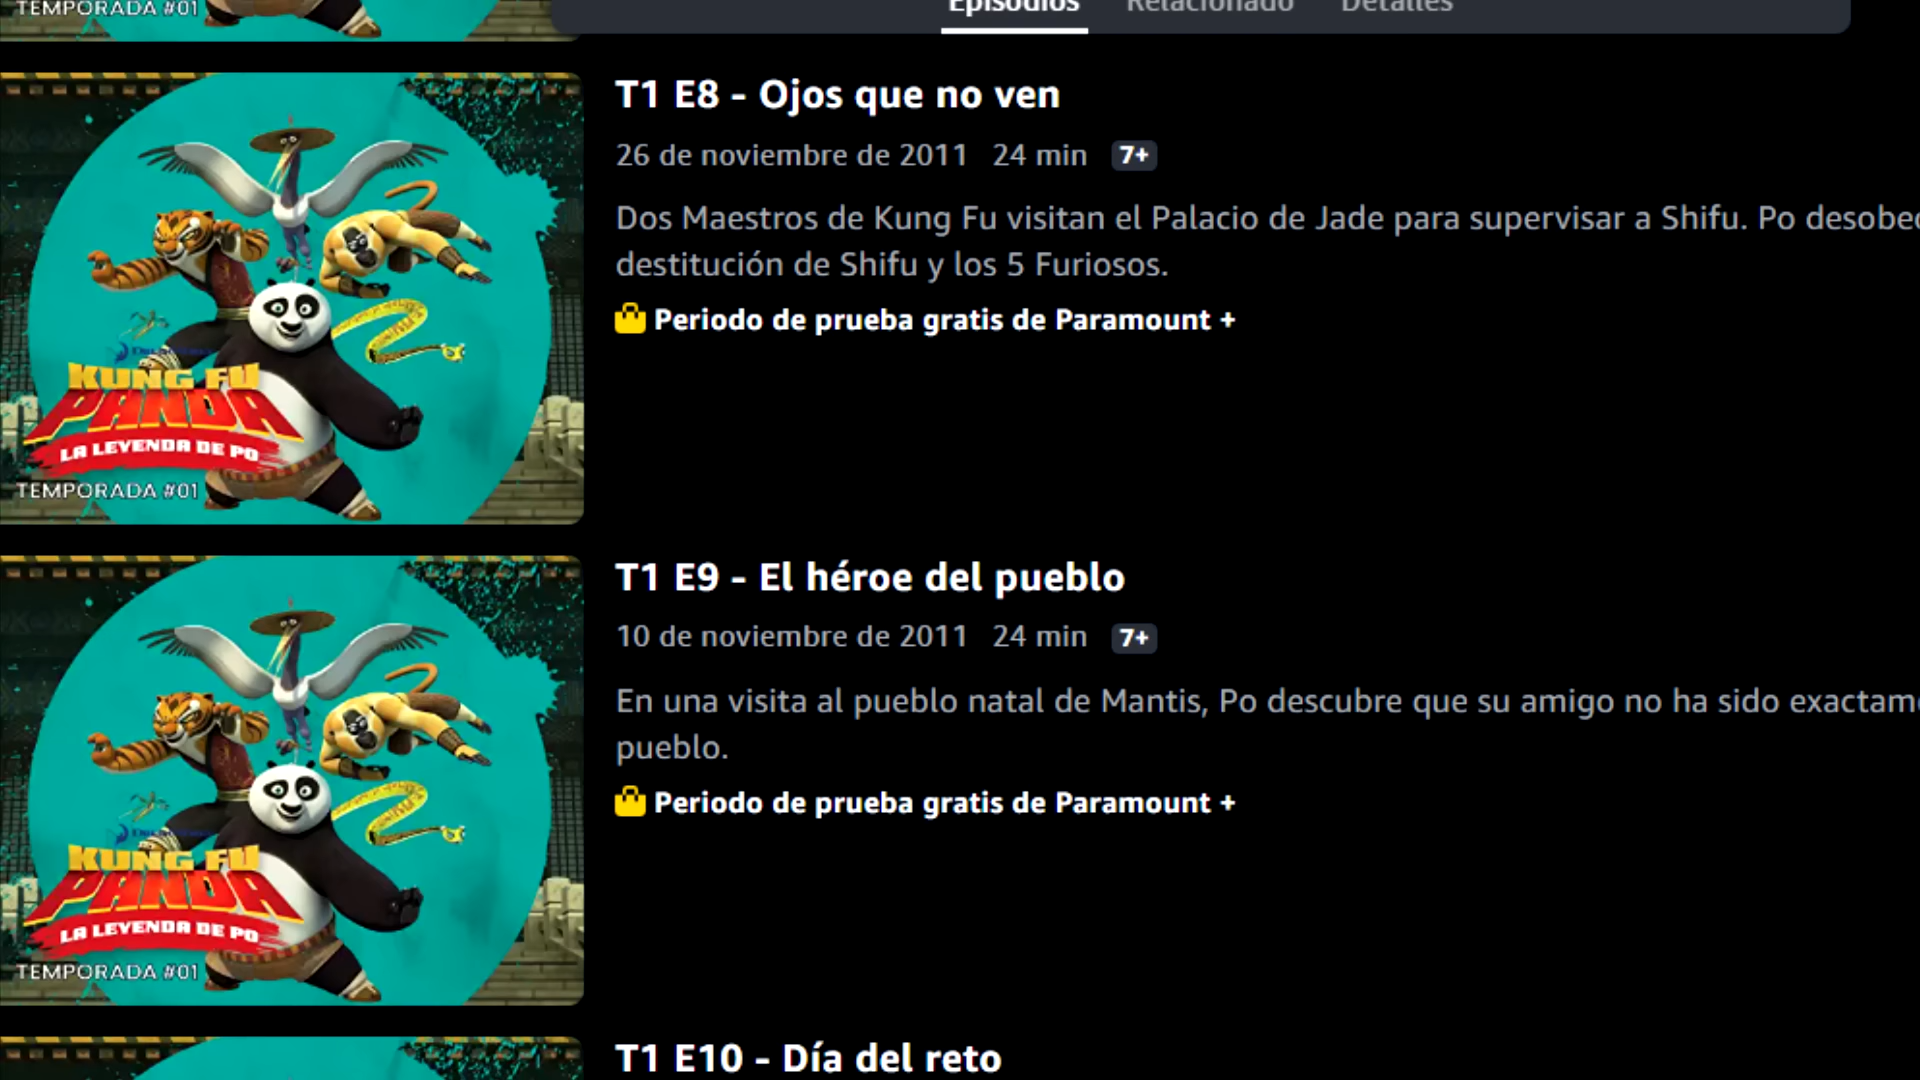 TEMPORADA #01
Episodios Relacionado Detalles
T1 E8 - Ojos que no ven
26 de noviembre de 2011 24 min 7+
Dos Maestros de Kung Fu visitan el Palacio de Jade para supervisar a Shifu. Po
destitución de Shifu y los 5 Furiosos.
Periodo de prueba gratis de Paramount +
KUNG FU
PANDA
LA LEYENDA DE PO
TEMPORADA #01
T1 E9 - El héroe del pueblo
10 de noviembre de 2011 24 min 7+
En una visita al pueblo natal de Mantis, Po descubre que su amigo no ha sido
pueblo.
Periodo de prueba gratis de Paramount +
KUNG FU
PANDA
LA LEYENDA DE PO
TEMPORADA #01
T1 E10 - Día del reto